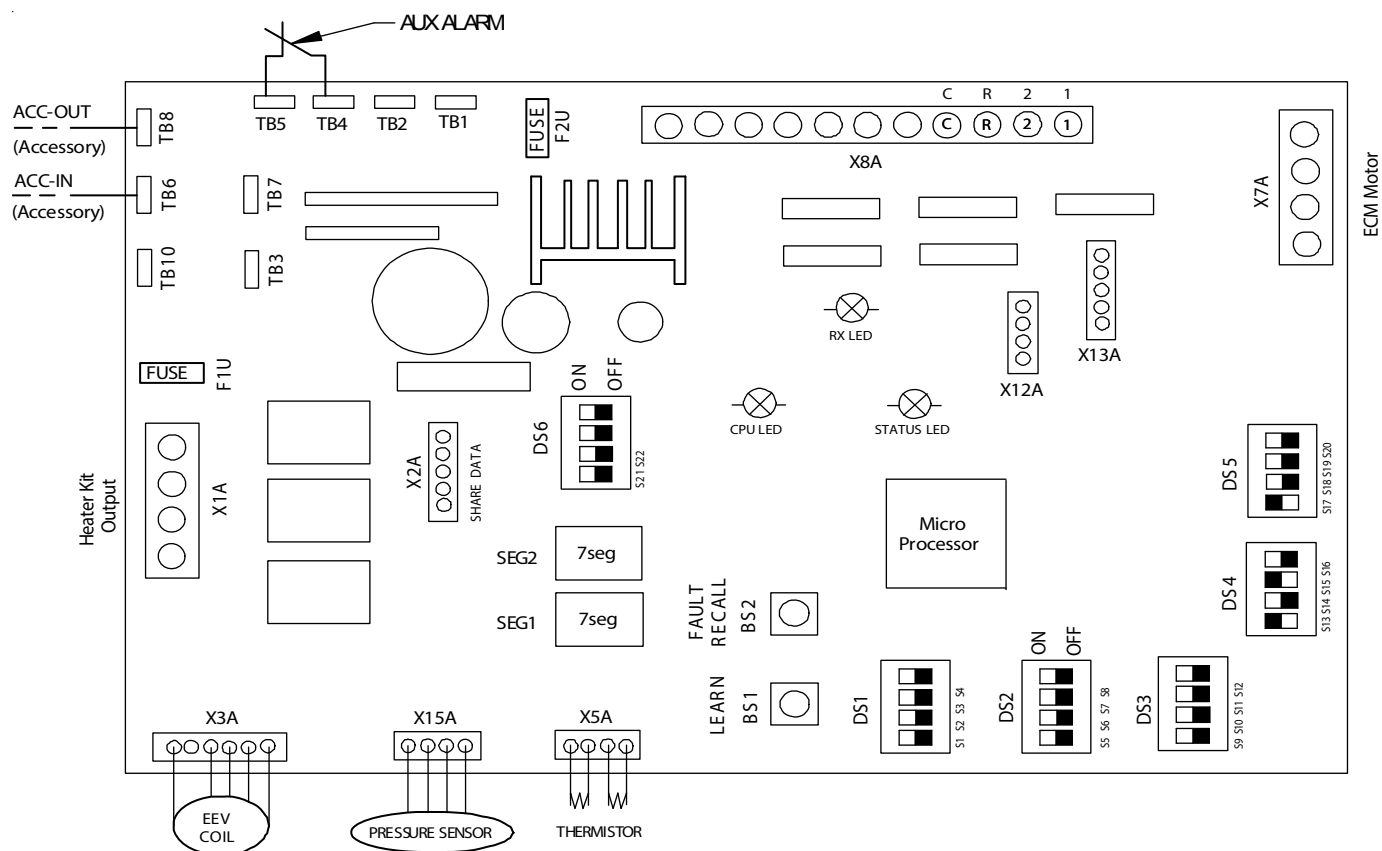 AUX ALARM
ACC-OUT
(Accessory)
TB8
TB5
TB4
TB2
TB1
FUSE
F2U
C R 2 1
C R 2 1
X8A
X7A
ECM Motor
ACC-IN
(Accessory)
TB6
TB7
TB10
TB3
RX LED
X12A
X13A
FUSE
F1U
ON
OFF
DS6
S21 S22
CPU LED
STATUS LED
Heater Kit
Output
X1A
X2A
SHARE DATA
DS5
S17 S18 S19 S20
Micro
Processor
SEG2
7seg
SEG1
7seg
FAULT
RECALL
BS2
DS4
S13 S14 S15 S16
LEARN
BS1
DS1
S1 S2 S3 S4
ON
OFF
DS2
S5 S6 S7 S8
DS3
S9 S10 S11 S12
X3A
X15A
X5A
EEV
COIL
PRESSURE SENSOR
THERMISTOR